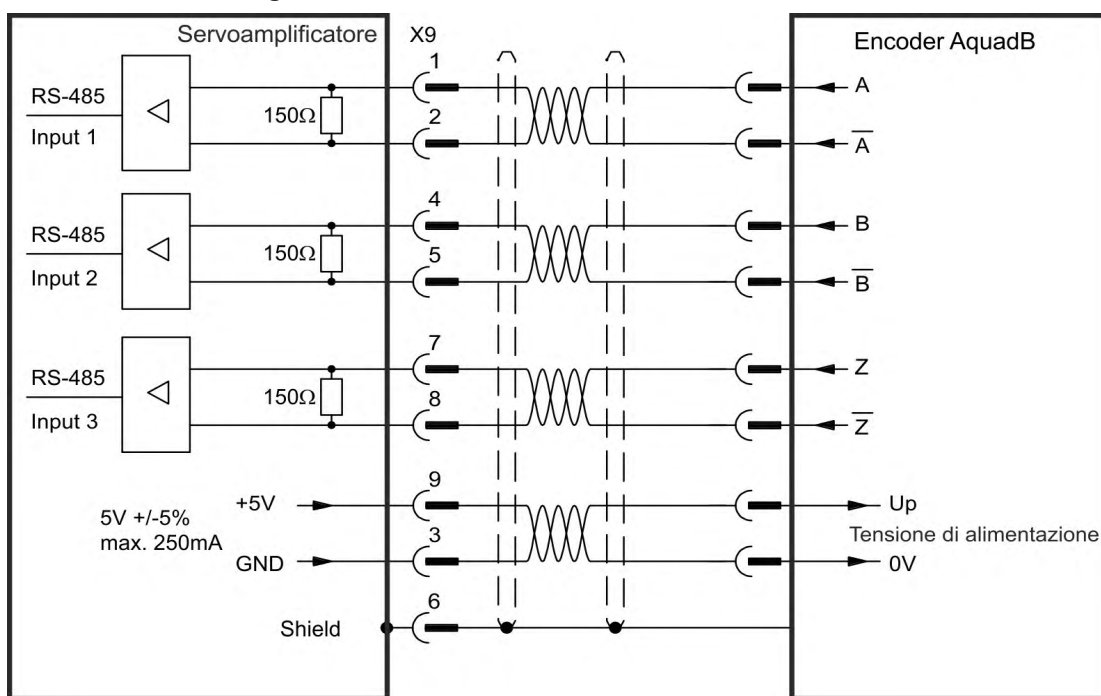 Servoamplificatore
X9
Encoder AquadB
RS-485
Input 1
150Ω
1
2
A
A̅
RS-485
Input 2
150Ω
4
5
B
B̅
RS-485
Input 3
150Ω
7
8
Z
Z̅
5V +/-5%
max. 250mA
+5V
GND
9
3
Up
Tensione di alimentazione
0V
Shield
6